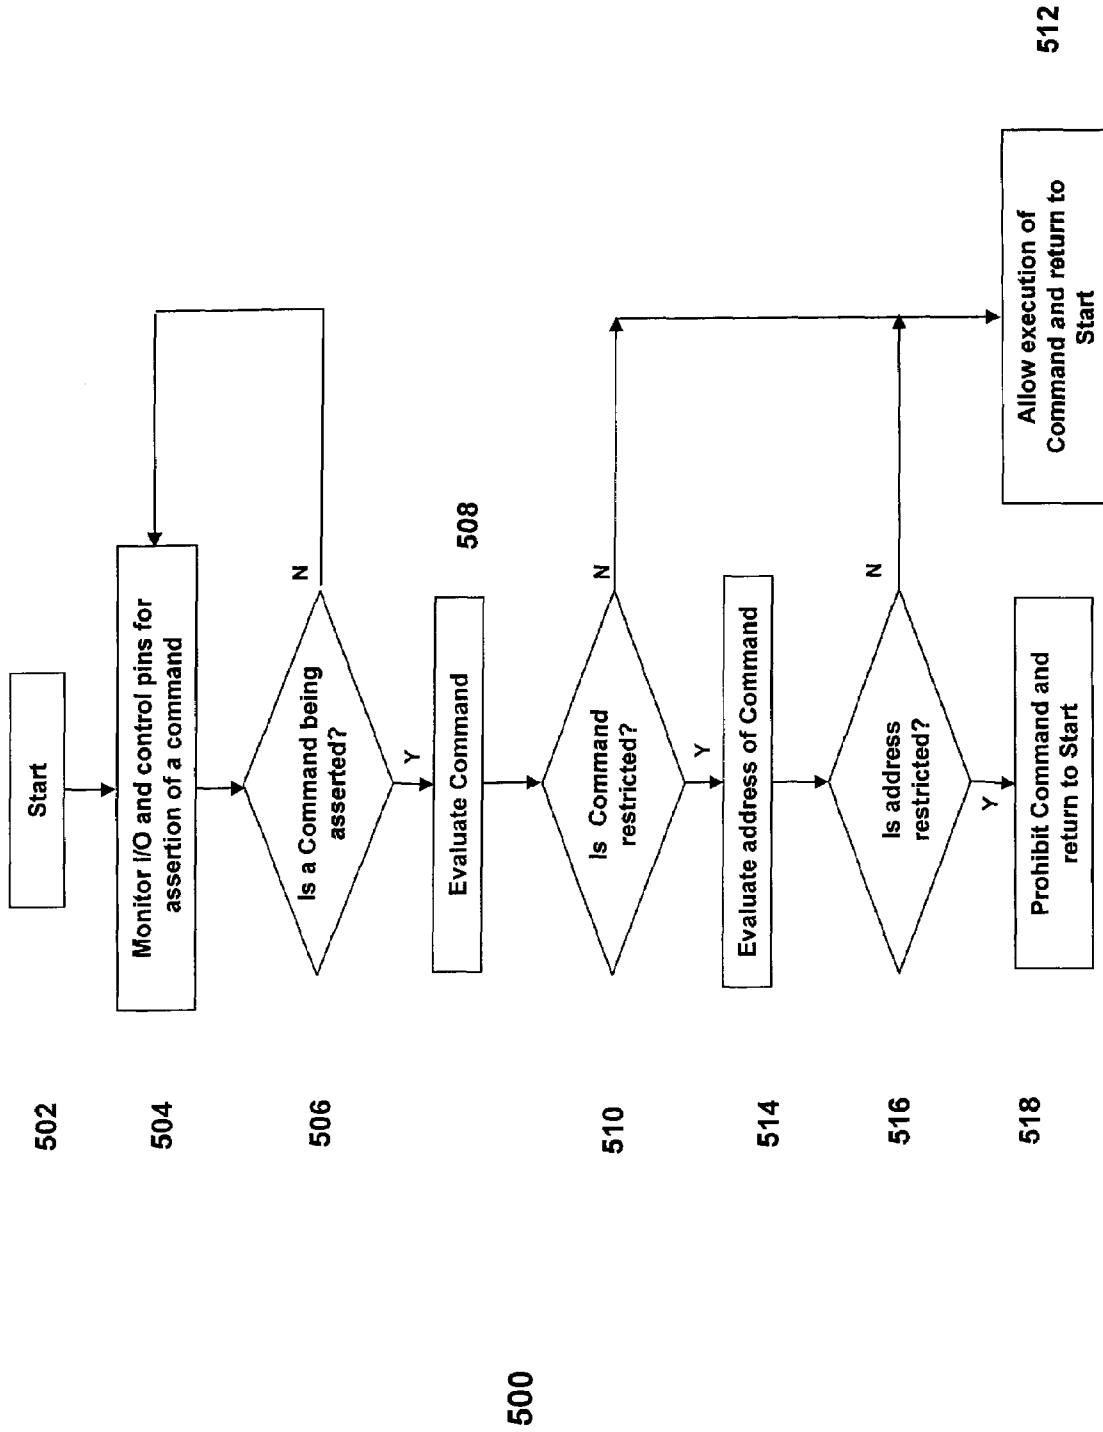 500
502
Start
504
Monitor I/O and control pins for
assertion of a command
506
Is a Command being
asserted?
N
Y
Evaluate Command
508
510
Is Command
restricted?
N
Y
514
Evaluate address of Command
516
Is address
restricted?
N
Y
518
Prohibit Command and
return to Start
Allow execution of
Command and return to
Start
512